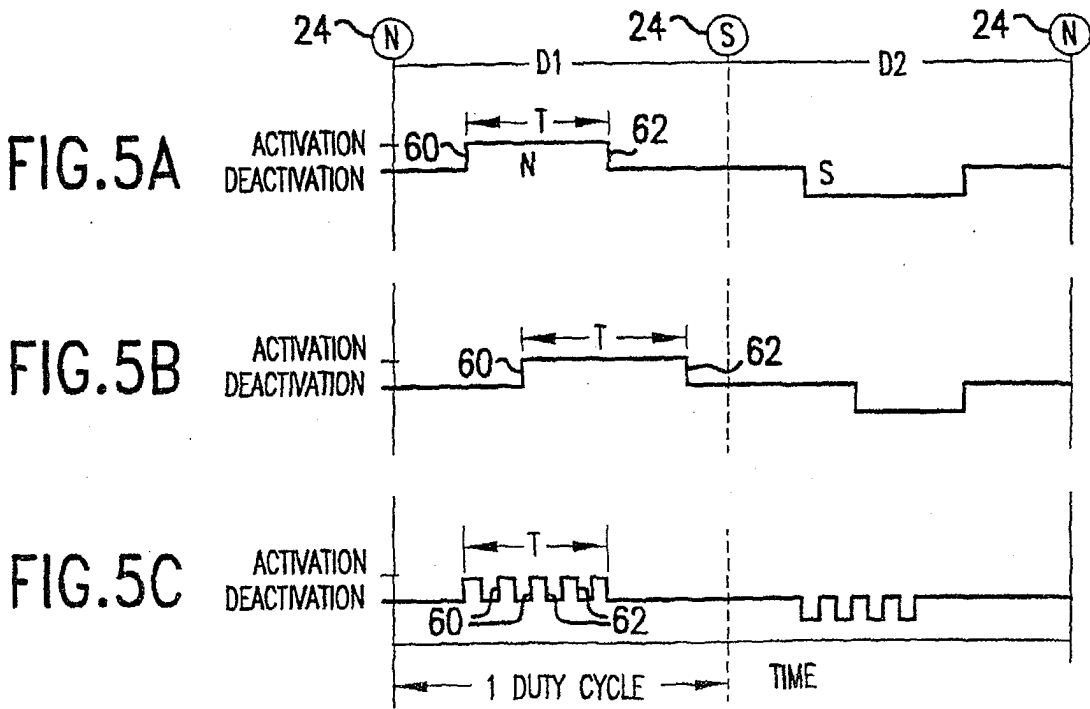 24 N 24 S 24 N
D1 D2
FIG.5A
ACTIVATION
DEACTIVATION
60 T 62
N S
FIG.5B
ACTIVATION
DEACTIVATION
60 T 62
FIG.5C
ACTIVATION
DEACTIVATION
T
60 62
1 DUTY CYCLE TIME